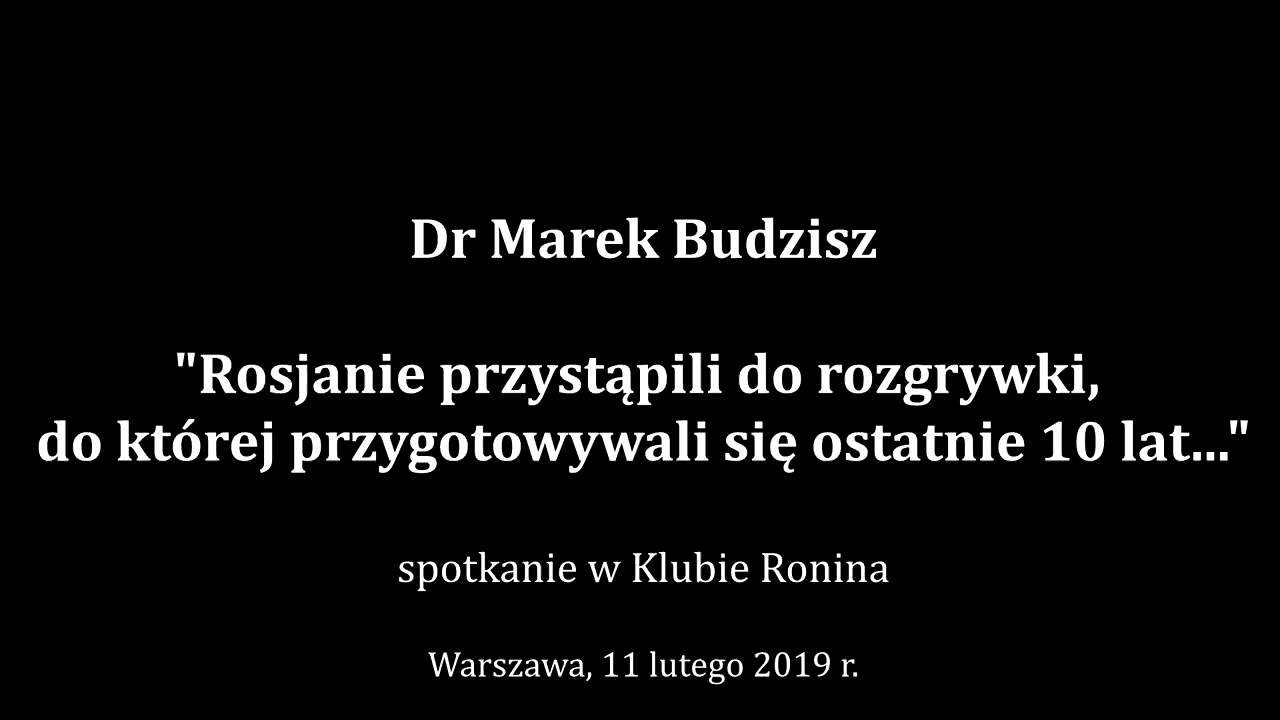 Dr Marek Budzisz
"Rosjanie przystąpili do rozgrywki,
do której przygotowywali się ostatnie 10 lat..."
spotkanie w Klubie Ronina
Warszawa, 11 lutego 2019 r.